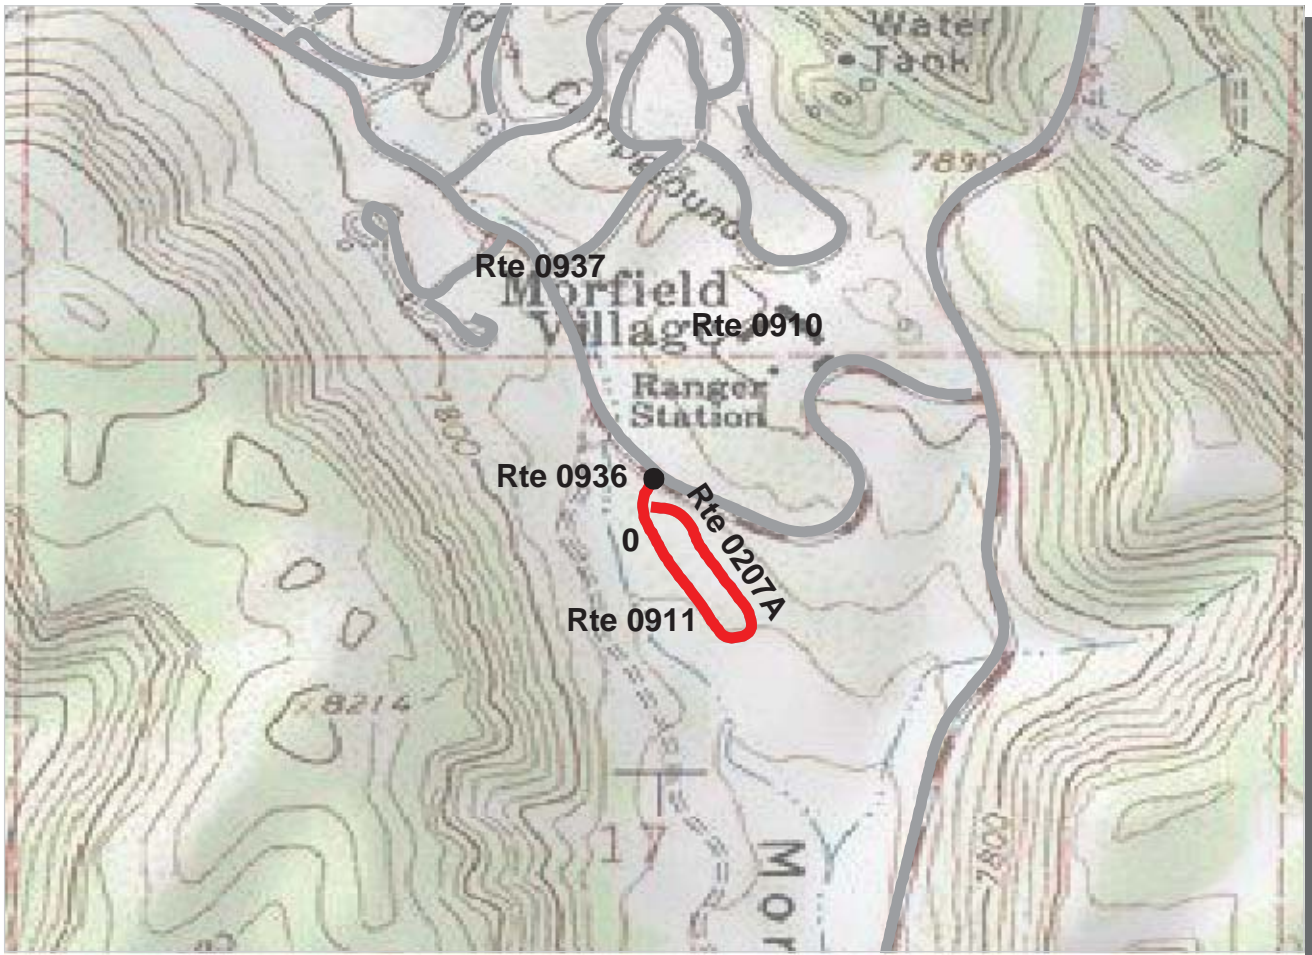 Water
Tank
7890
Campground
Rte 0937
Morfield
Village
Rte 0910
Ranger
Station
7800
Rte 0936
Rte 0207A
0
Rte 0911
8214
17
7800
Mor